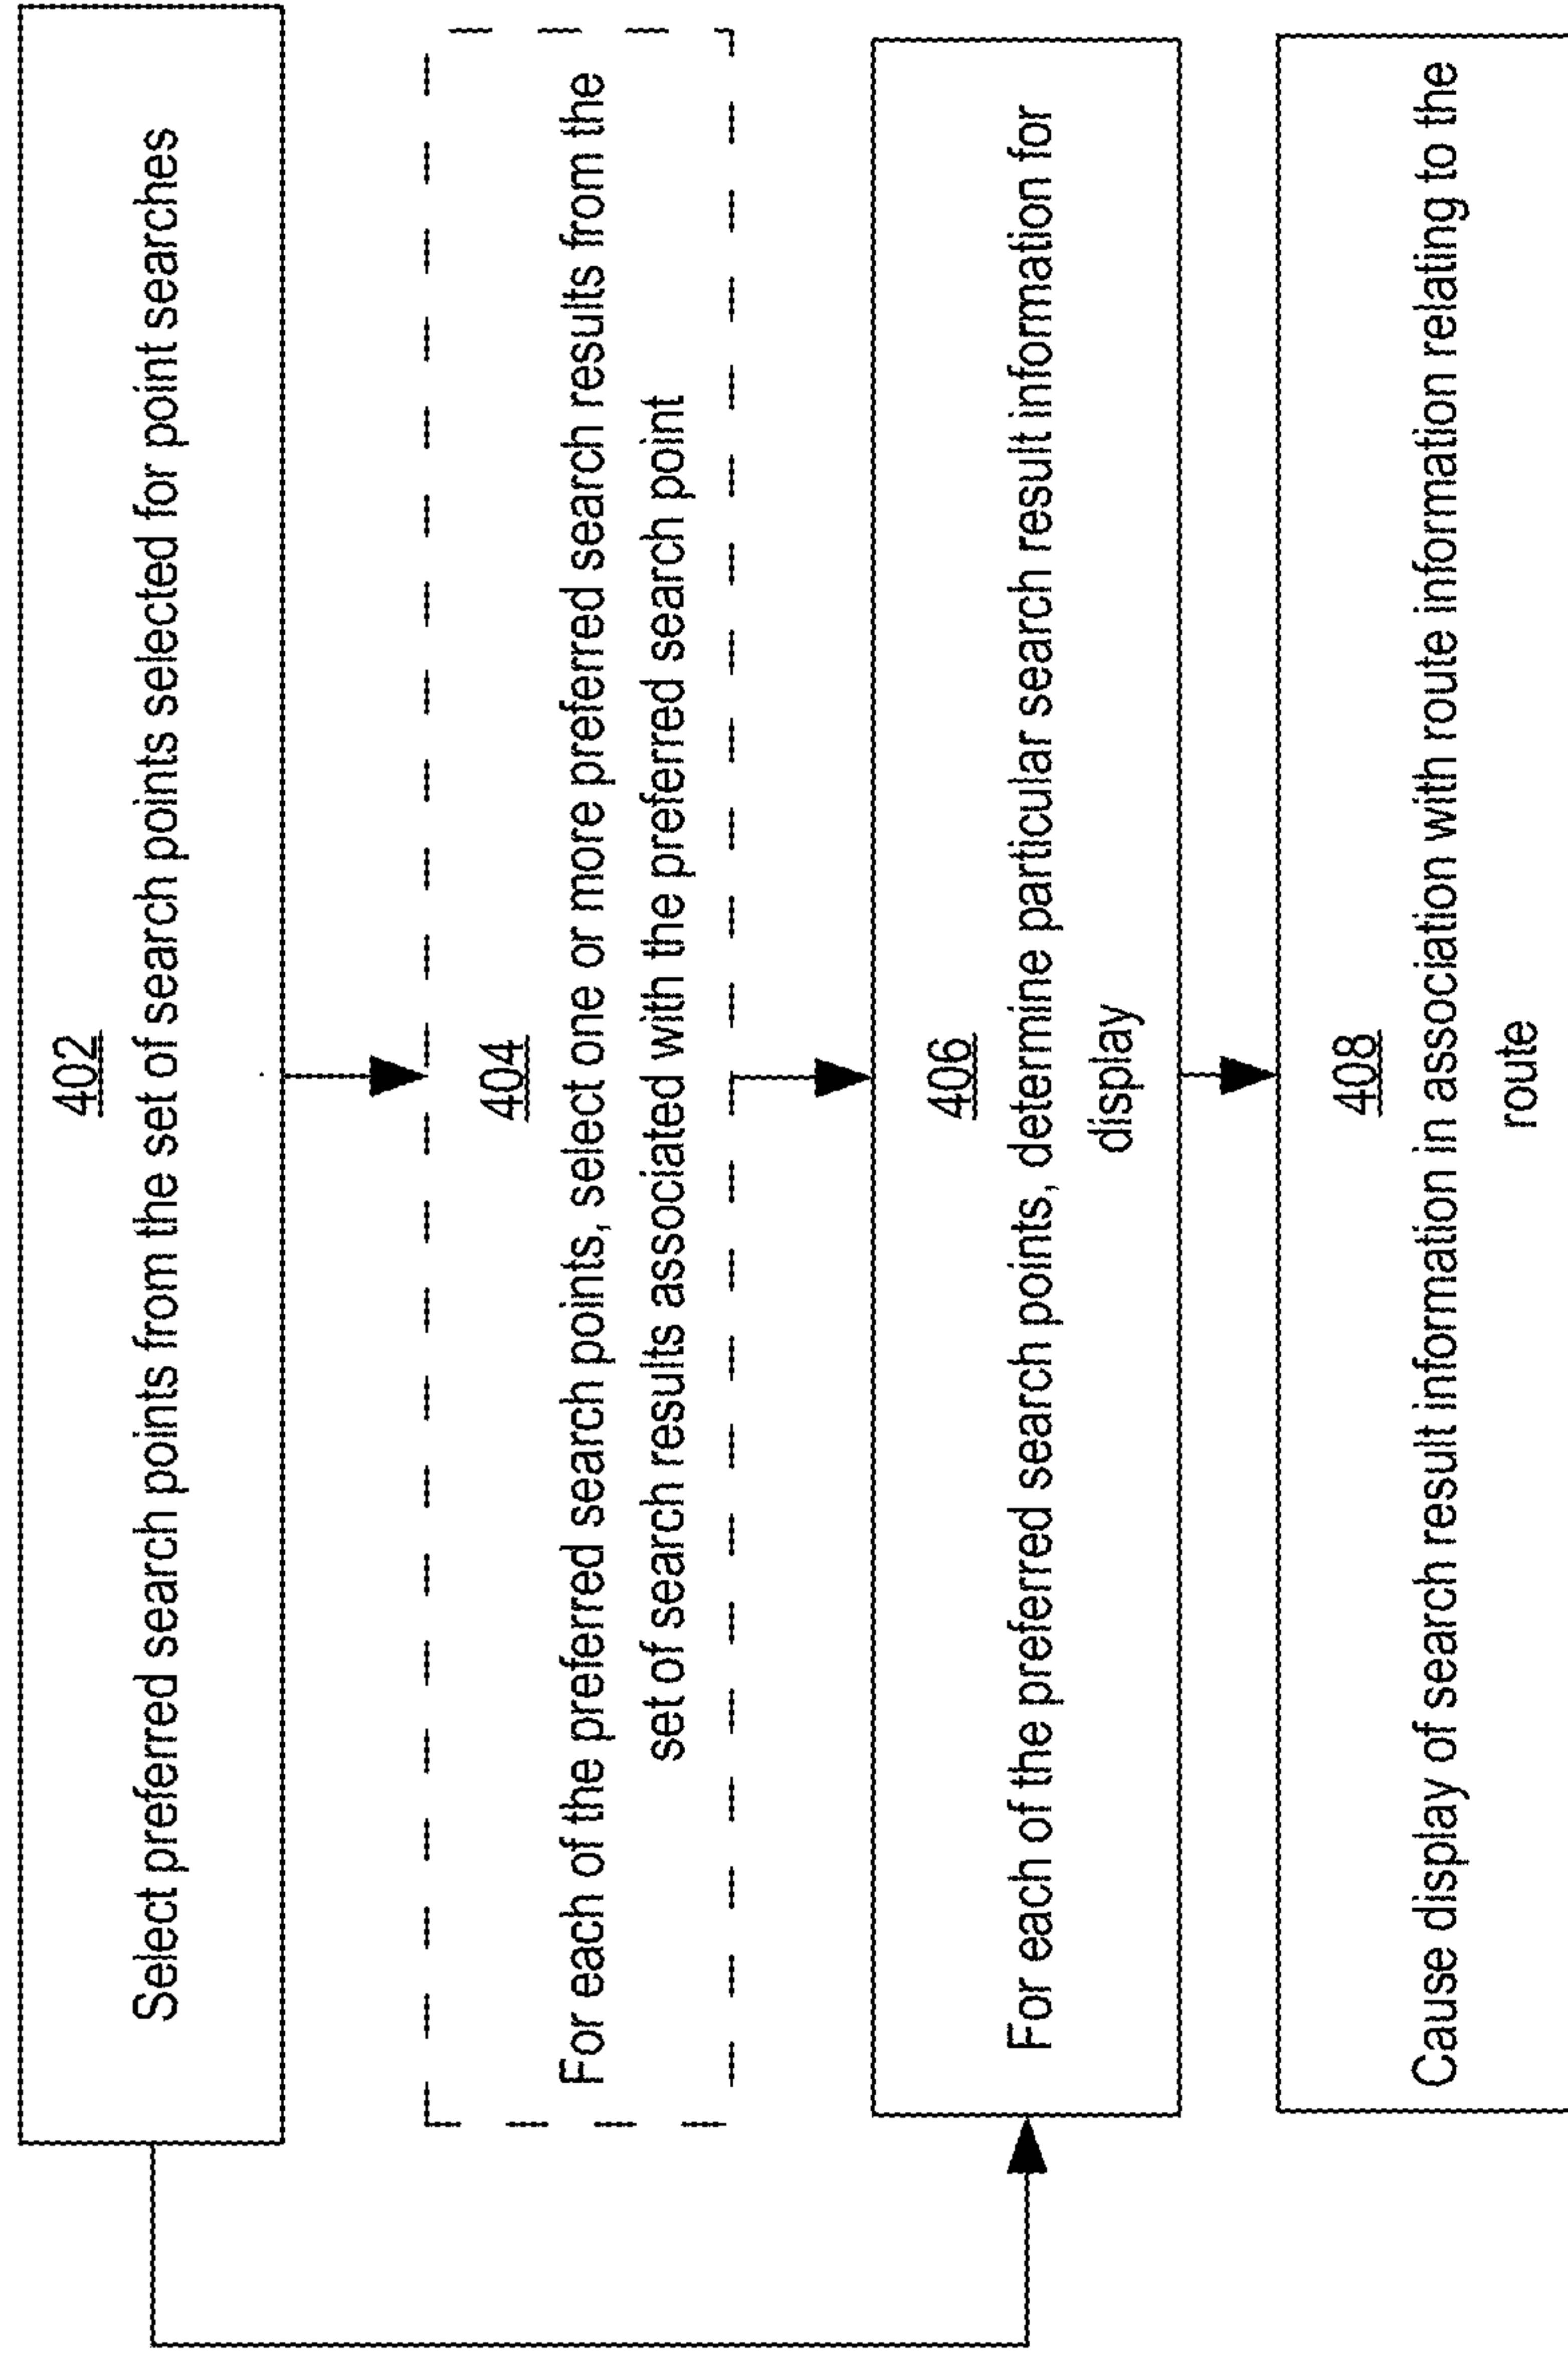 402
Select preferred search points from the set of search points selected for point searches
404
For each of the preferred search points, select one or more preferred search results from the
set of search results associated with the preferred search point
406
For each of the preferred search points, determine particular search result information for
display
408
Cause display of search result information in association with route information relating to the
route